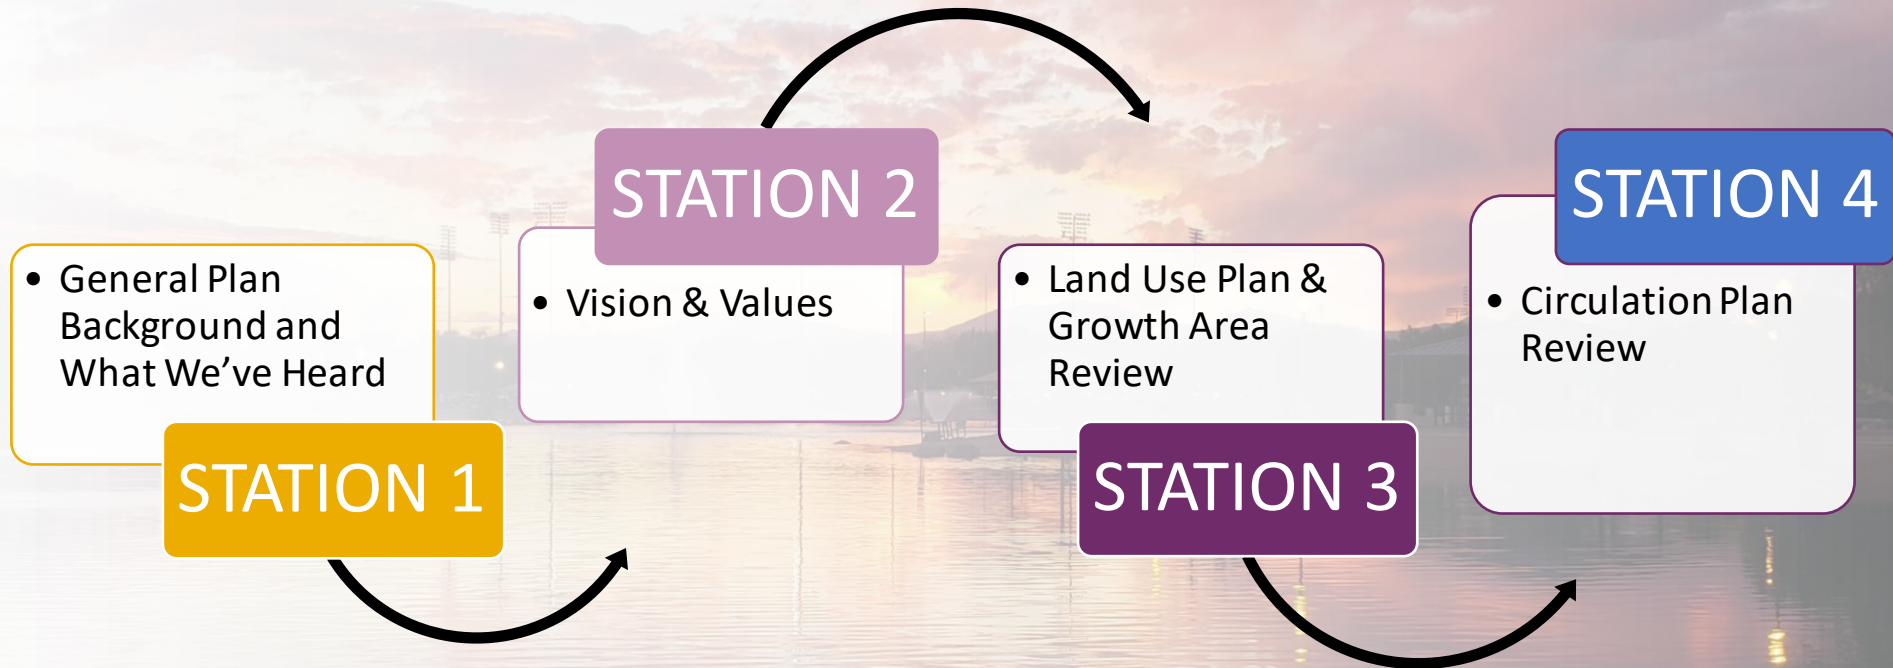 • General Plan
Background and
What We’ve Heard
STATION 1
STATION 2
• Vision & Values
• Land Use Plan &
Growth Area
Review
STATION 3
STATION 4
• Circulation Plan
Review